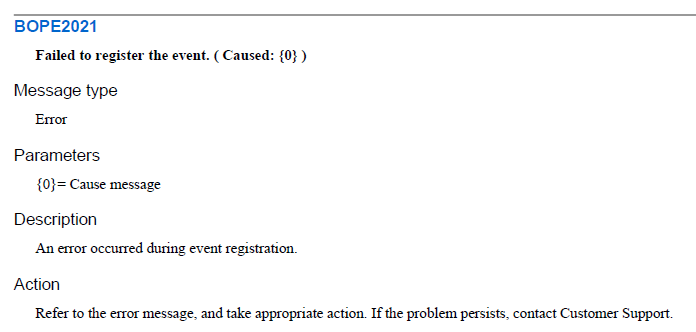 BOPE2021
Failed to register the event. ( Caused: {0} )
Message type
Error
Parameters
{0}= Cause message
Description
An error occurred during event registration.
Action
Refer to the error message, and take appropriate action. If the problem persists, contact Customer Support.